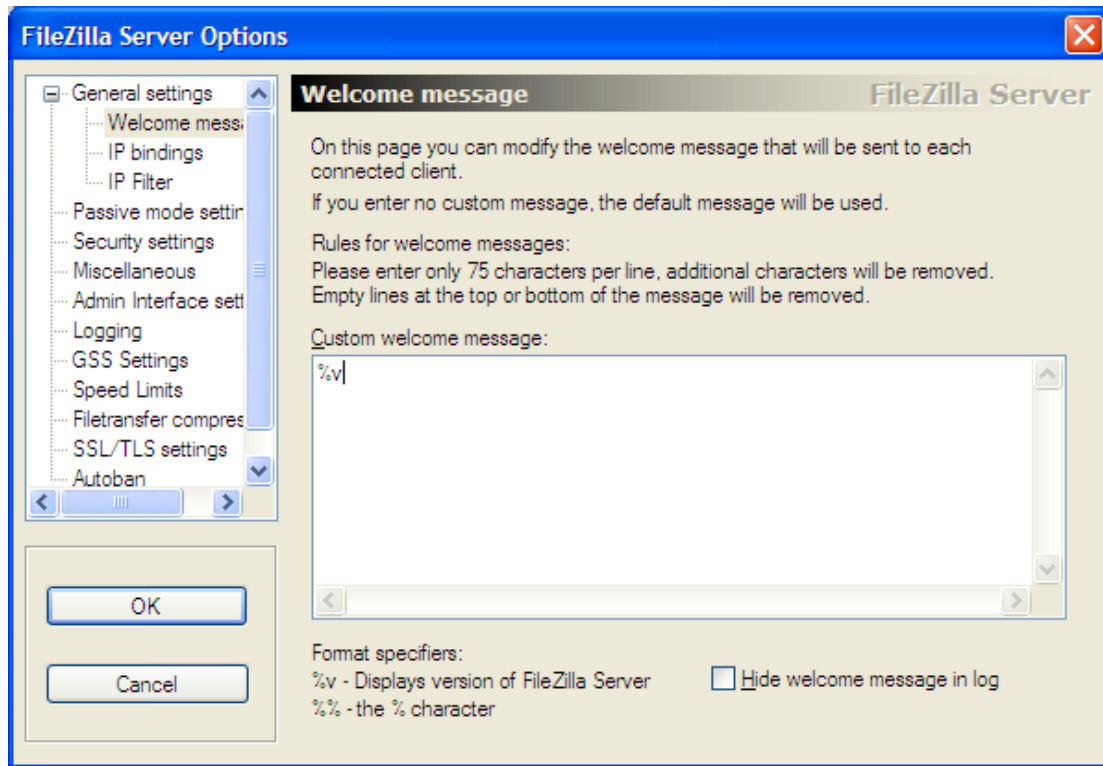 FileZilla Server Options
General settings
Welcome messa
IP bindings
IP Filter
Passive mode settin
Security settings
Miscellaneous
Admin Interface sett
Logging
GSS Settings
Speed Limits
Filetransfer compres
SSL/TLS settings
Autoban
OK
Cancel
Welcome message
FileZilla Server
On this page you can modify the welcome message that will be sent to each
connected client.
If you enter no custom message, the default message will be used.
Rules for welcome messages:
Please enter only 75 characters per line, additional characters will be removed.
Empty lines at the top or bottom of the message will be removed.
Custom welcome message:
%v
Format specifiers:
%v - Displays version of FileZilla Server
%% - the % character
Hide welcome message in log